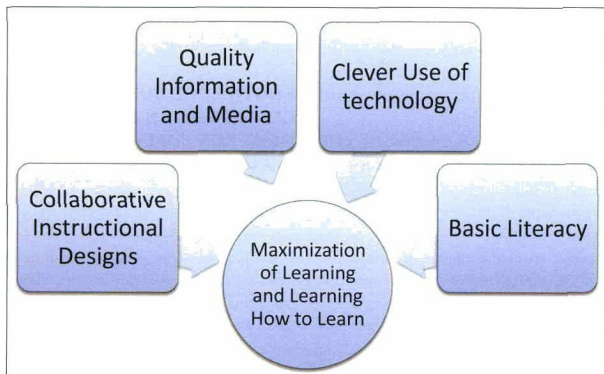 Quality
Information
and Media
Clever Use of
technology
Collaborative
Instructional
Designs
Basic Literacy
Maximization
of Learning
and Learning
How to Learn